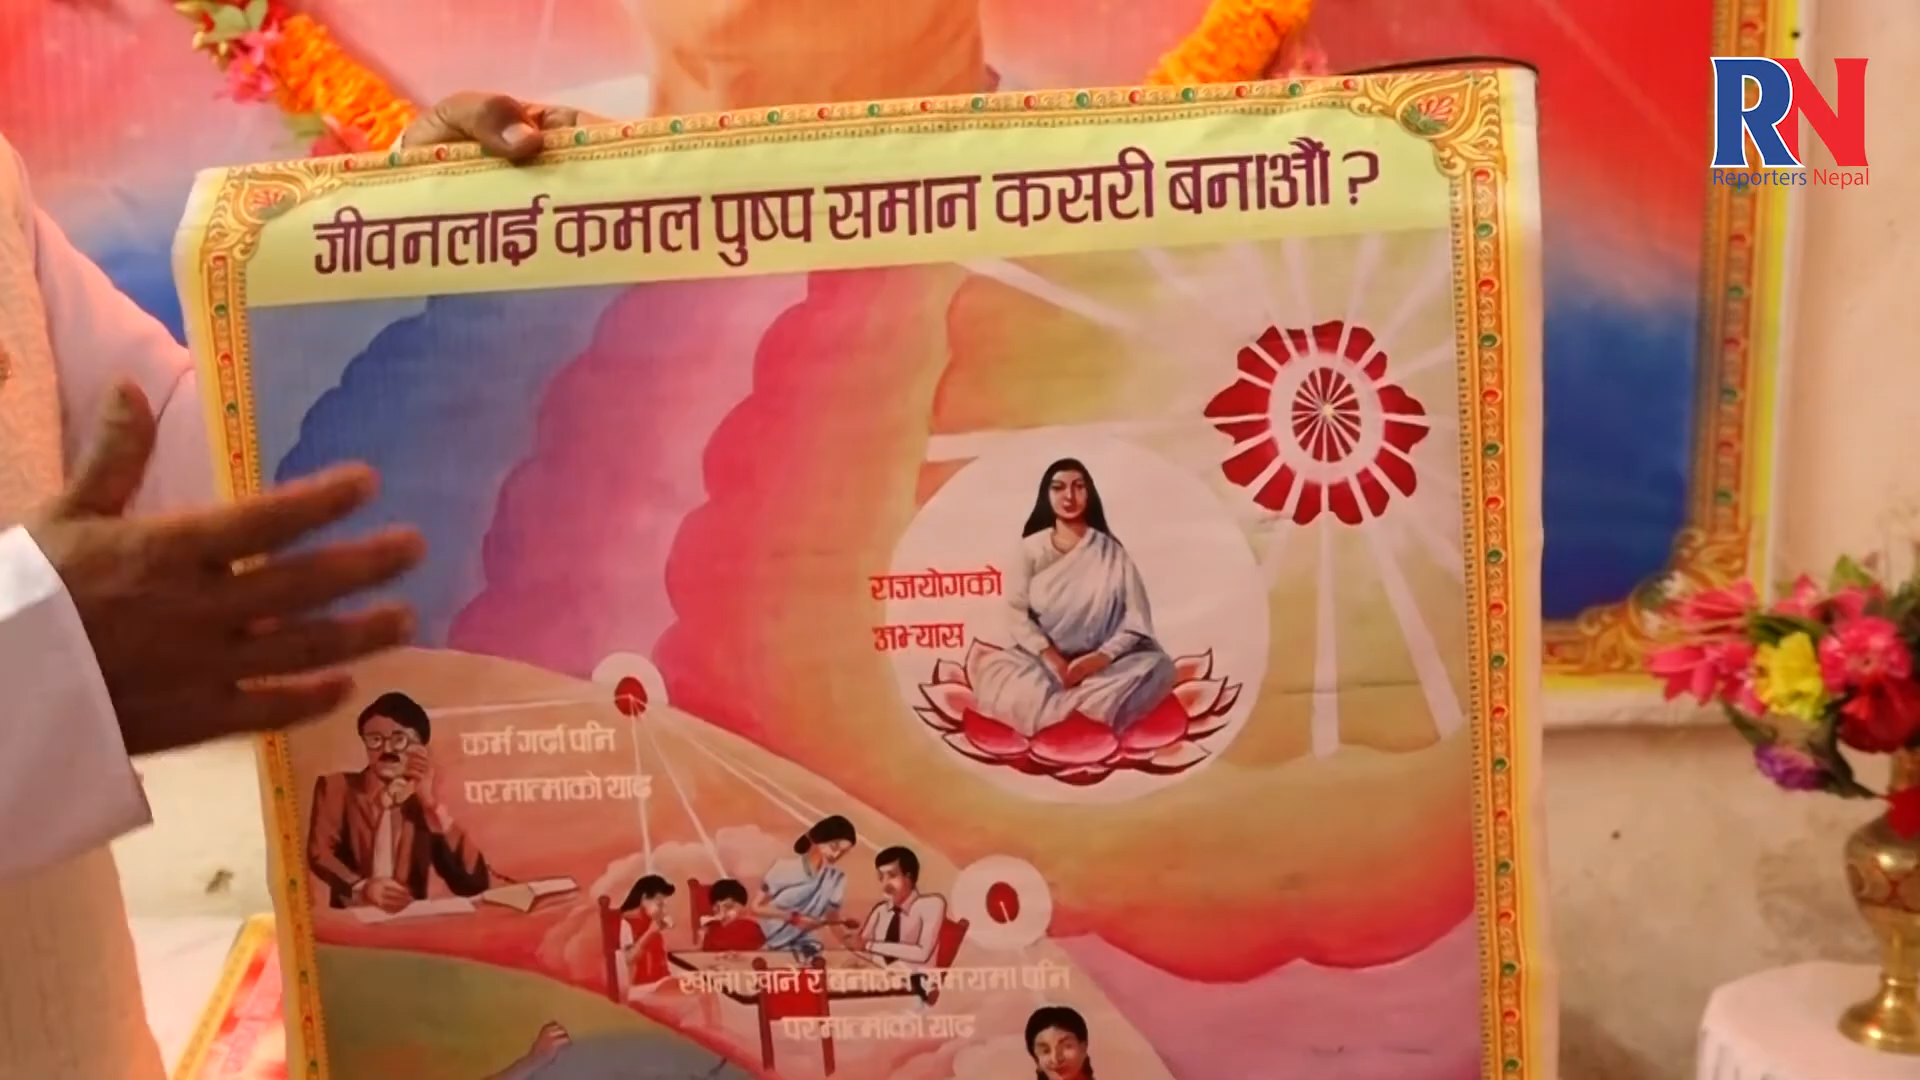 RN
Reporters Nepal
जीवनलाई कमल पुष्प समान कसरी बनाऔं ?
राजयोगको
अभ्यास
कर्म गर्दा पनि
परमात्माको याद
खाना खाने र बनाउने समयमा पनि
परमात्माको याद